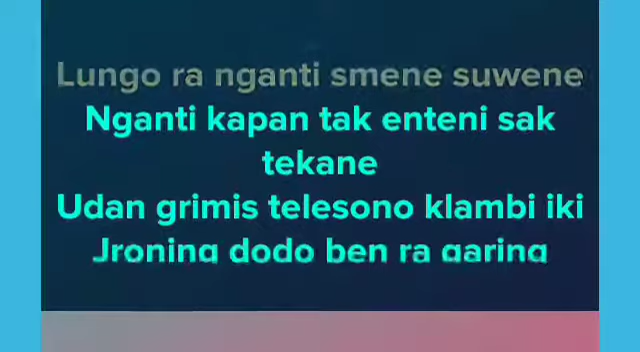 Lungo ra nganti smene suwene
Nganti kapan tak enteni sak
tekane
Udan grimis telesono klambi iki
Jroning dodo ben ra garing